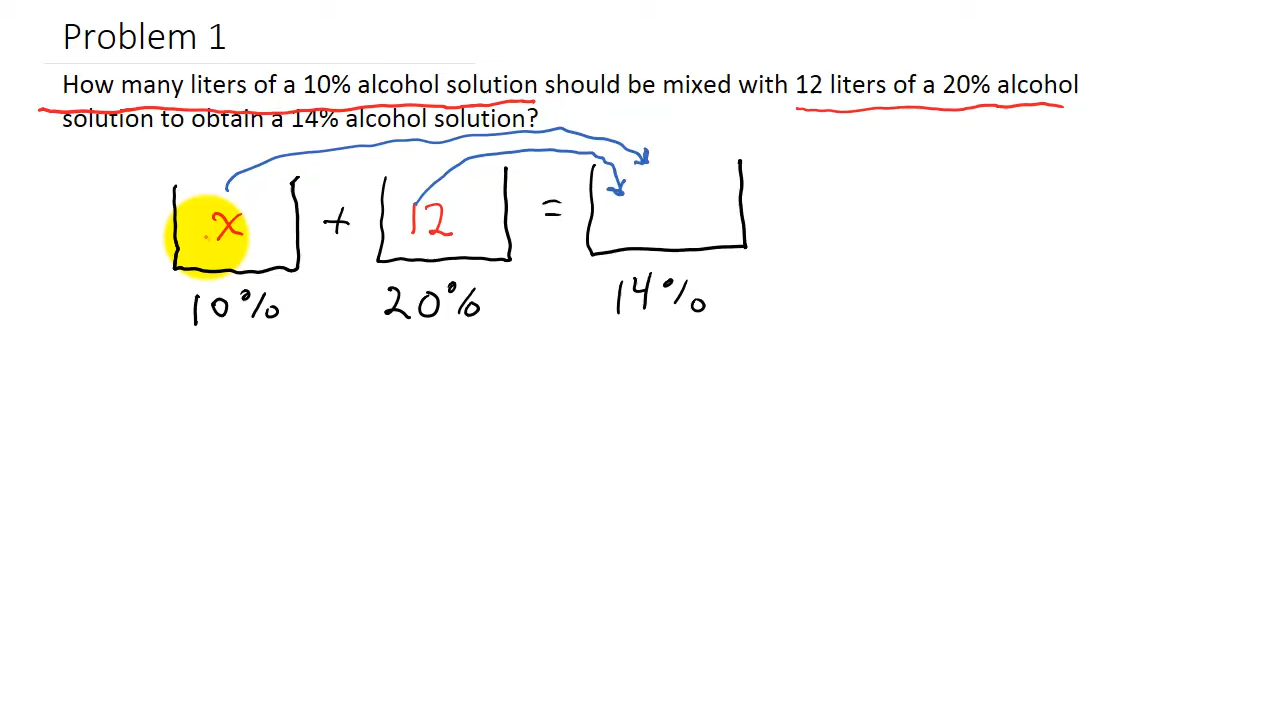 Problem 1
How many liters of a 10% alcohol solution should be mixed with 12 liters of a 20% alcohol
solution to obtain a 14% alcohol solution?
x + 12 =
10% 20% 14%